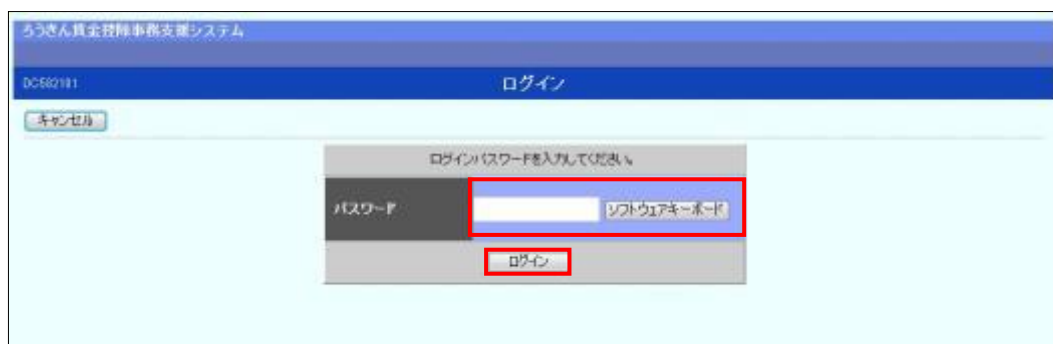 ろうきん賃金控除事務支援システム
DC582101
ログイン
キャンセル
ログインパスワードを入力してください。
パスワード
ソフトウェアキーボード
ログイン